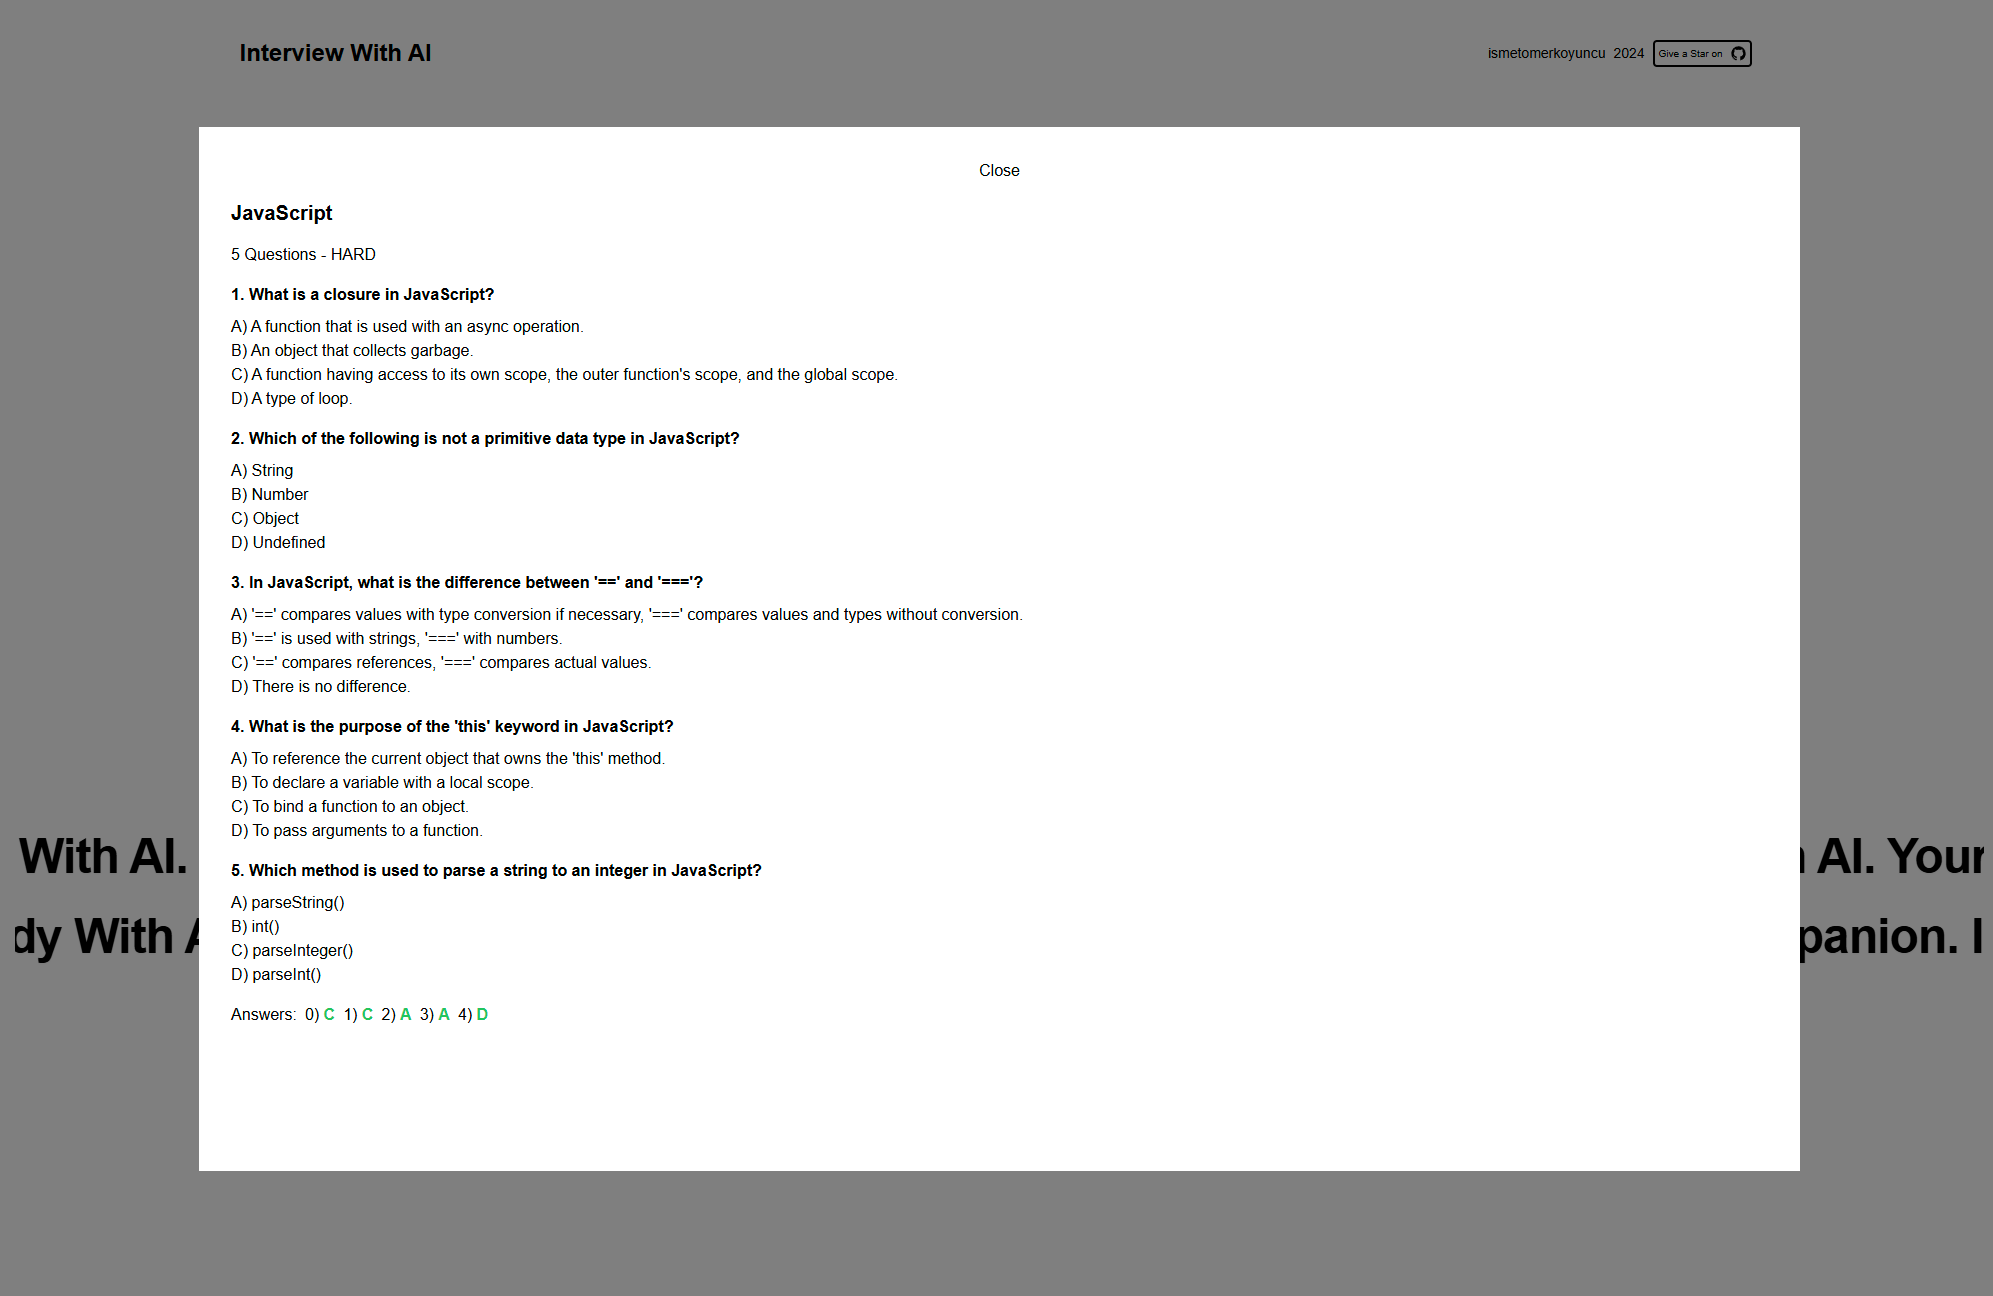 Interview With AI
ismetomerkoyuncu 2024 Give a Star on
Close
JavaScript
5 Questions - HARD
1. What is a closure in JavaScript?
A) A function that is used with an async operation.
B) An object that collects garbage.
C) A function having access to its own scope, the outer function's scope, and the global scope.
D) A type of loop.
2. Which of the following is not a primitive data type in JavaScript?
A) String
B) Number
C) Object
D) Undefined
3. In JavaScript, what is the difference between '==' and '==='?
A) '==' compares values with type conversion if necessary, '===' compares values and types without conversion.
B) '==' is used with strings, '===' with numbers.
C) '==' compares references, '===' compares actual values.
D) There is no difference.
4. What is the purpose of the 'this' keyword in JavaScript?
A) To reference the current object that owns the 'this' method.
B) To declare a variable with a local scope.
C) To bind a function to an object.
D) To pass arguments to a function.
5. Which method is used to parse a string to an integer in JavaScript?
A) parseString()
B) int()
C) parseInteger()
D) parseInt()
Answers: 0) C 1) C 2) A 3) A 4) D
With AI.
AI. Your
dy With
panion.